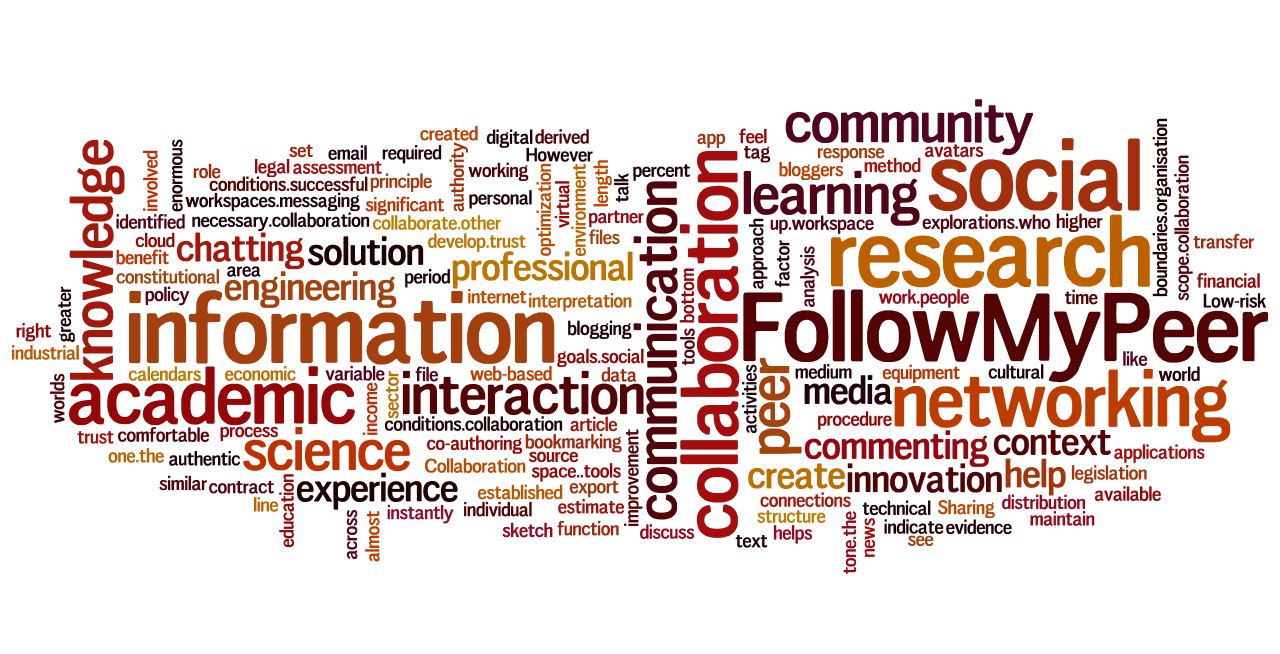 knowledge
involved
enormous
role
set
legal
assessment
email
required
created
digital
derived
However
authority
working
conditions.successful
principle
workspaces.messaging
significant
personal
optimization
virtual
environment
length
talk
percent
identified
necessary.collaboration
collaborate.other
partner
files
cloud
benefit
chatting
solution
develop.trust
constitutional
area
engineering
period
professional
policy
internet
interpretation
greater
right
industrial
information
blogging
goals.social
calendars
economic
variable
file
web-based
data
worlds
academic
income
sector
interaction
communication
collaboration
tools
bottom
trust
comfortable
process
conditions.collaboration
article
one.the
authentic
science
co-authoring
bookmarking
source
Collaboration
space..tools
similar
contract
experience
established
export
improvement
line
education
across
almost
instantly
individual
estimate
sketch
function
discuss
app
feel
tag
community
response
avatars
bloggers
method
learning
social
up.workspace
explorations.who
higher
boundaries.organisation
scope.collaboration
approach
factor
analysis
research
transfer
financial
work.people
time
Low-risk
FollowMyPeer
like
activities
peer
medium
equipment
cultural
world
media
networking
procedure
commenting
context
applications
create
innovation
help
legislation
connections
available
technical
Sharing
distribution
structure
maintain
text
helps
tone.the
news
indicate
evidence
see